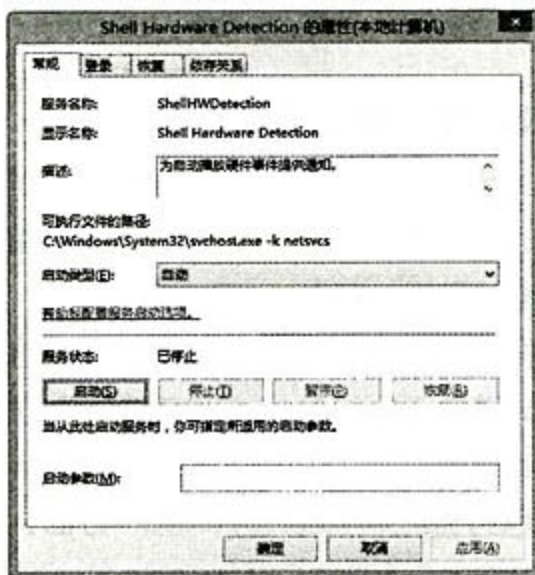 Shell Hardware Detection 的属性(本地计算机)
常规 登录 恢复 依存关系
服务名称: ShellHWDetection
显示名称: Shell Hardware Detection
描述: 为自动播放硬件事件提供通知。
可执行文件的路径:
C:\Windows\System32\svchost.exe -k netsvcs
启动类型(E): 自动
帮助我配置服务启动选项。
服务状态: 已停止
启动(S) 停止(T) 暂停(P) 恢复(R)
当从此处启动服务时,你可指定所适用的启动参数。
启动参数(M):
确定 取消 应用(A)